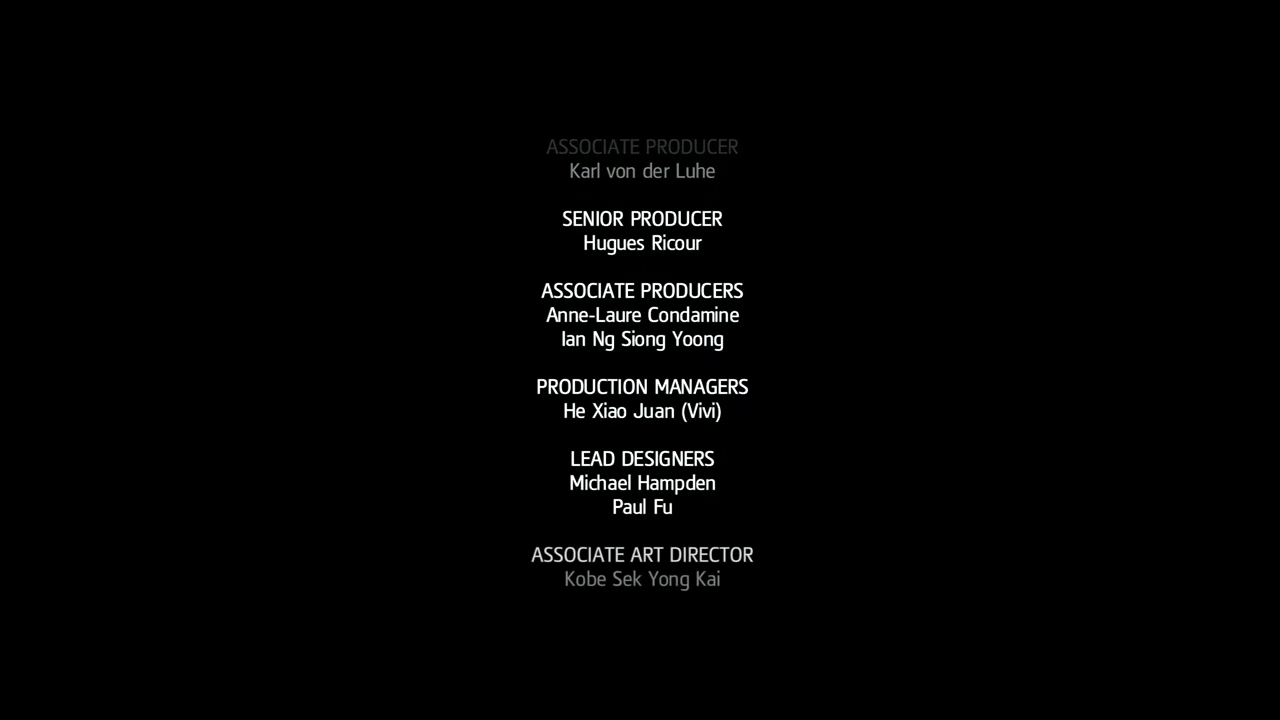 ASSOCIATE PRODUCER
Karl von der Luhe
SENIOR PRODUCER
Hugues Ricour
ASSOCIATE PRODUCERS
Anne-Laure Condamine
Ian Ng Siong Yoong
PRODUCTION MANAGERS
He Xiao Juan (Vivi)
LEAD DESIGNERS
Michael Hampden
Paul Fu
ASSOCIATE ART DIRECTOR
Kobe Sek Yong Kai